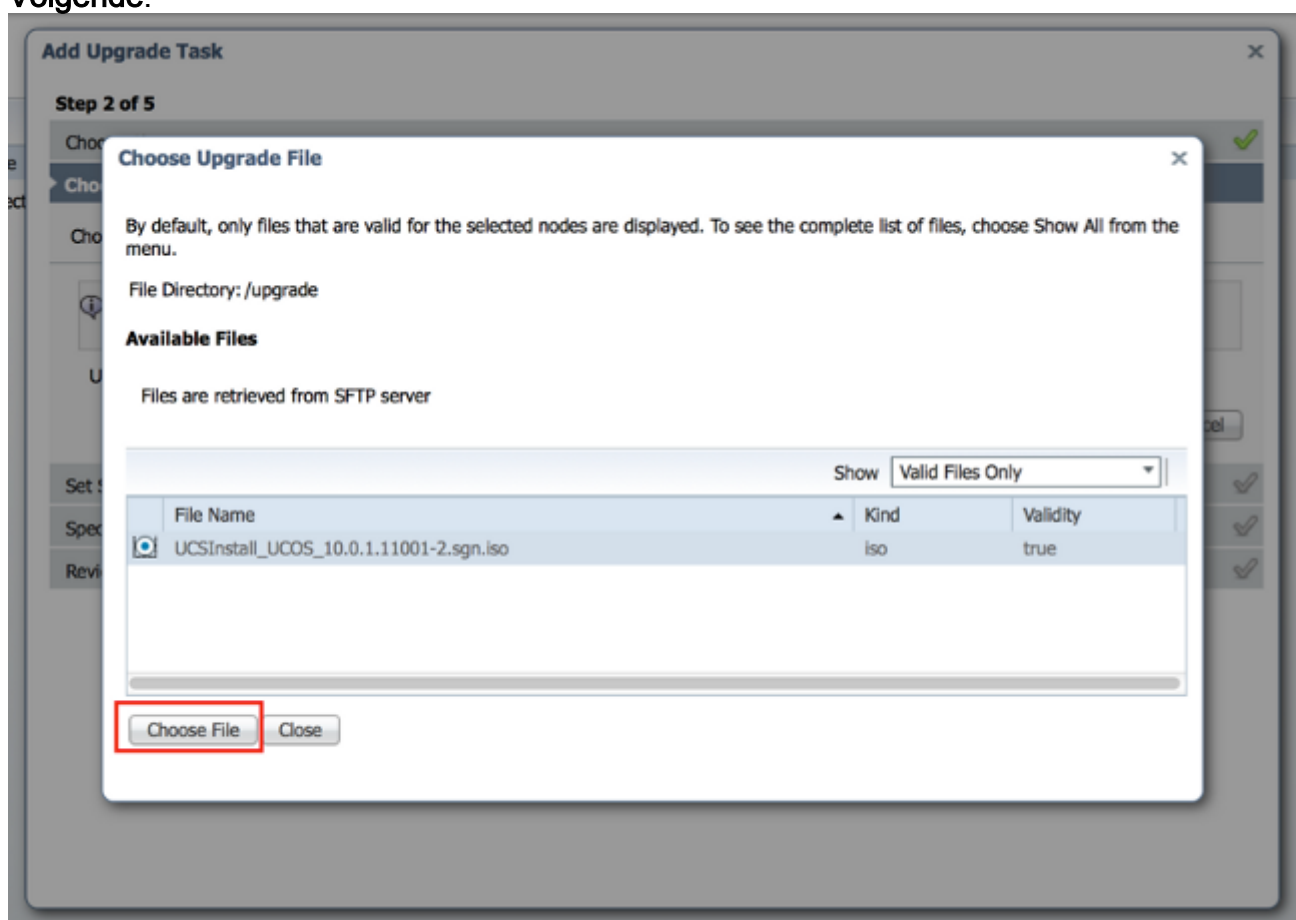 Volgende.
Add Upgrade Task
Step 2 of 5
Choose Upgrade File
By default, only files that are valid for the selected nodes are displayed. To see the complete list of files, choose Show All from the
menu.
File Directory: /upgrade
Available Files
Files are retrieved from SFTP server
Show Valid Files Only
File Name Kind Validity
UCSInstall_UCOS_10.0.1.11001-2.sgn.iso iso true
Choose File Close